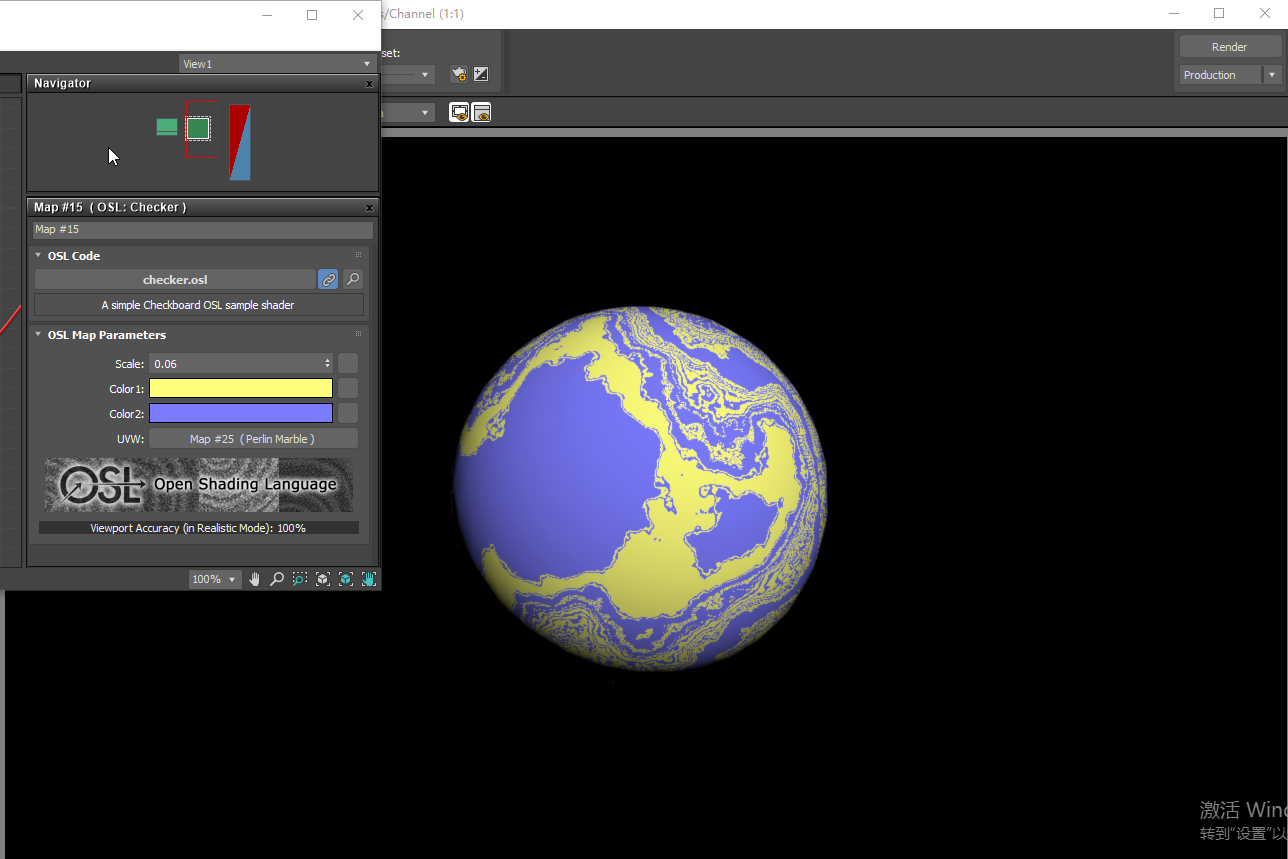 s/Channel (1:1)
set:
Render
Production
View1
Navigator
Map #15 ( OSL: Checker )
Map #15
OSL Code
checker.osl
A simple Checkboard OSL sample shader
OSL Map Parameters
Scale: 0.06
Color1:
Color2:
UVW: Map #25 ( Perlin Marble )
OSL Open Shading Language
Viewport Accuracy (in Realistic Mode): 100%
100%
激活 Wind
转到"设置"以